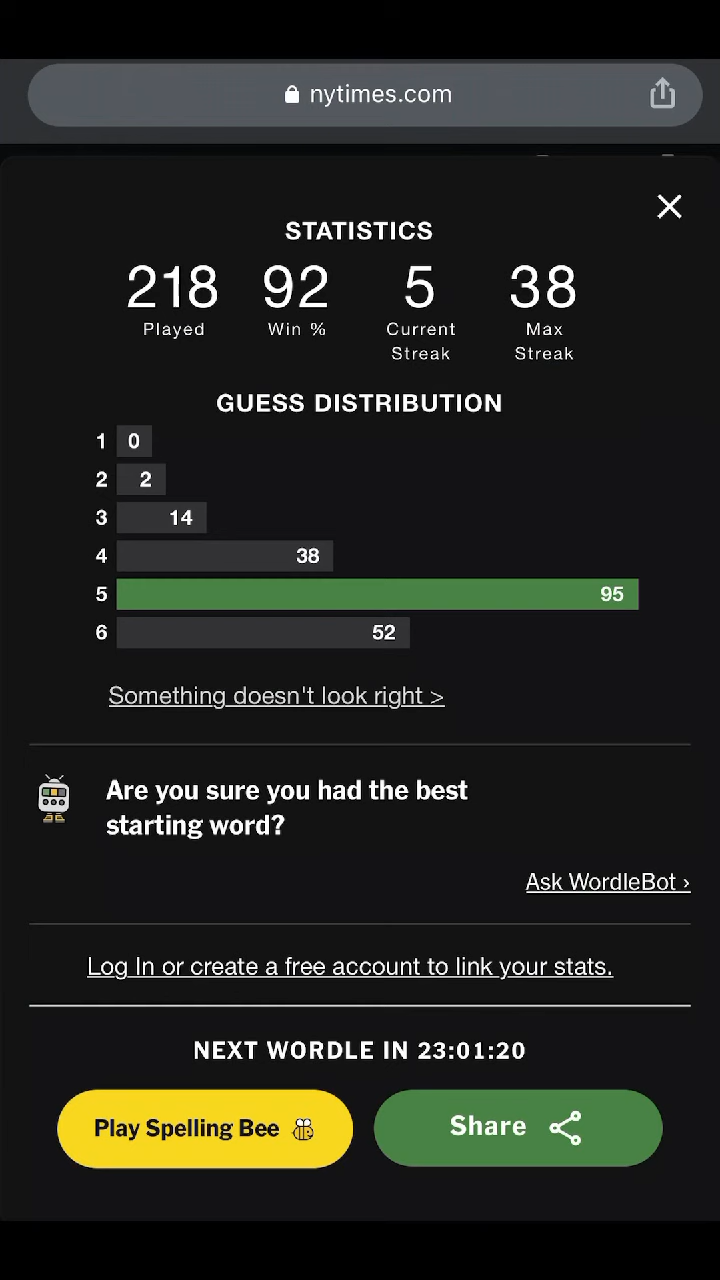 nytimes.com
STATISTICS
218 92 5 38
Played Win % Current Streak Max Streak
GUESS DISTRIBUTION
1 0
2 2
3 14
4 38
5 95
6 52
Something doesn't look right >
Are you sure you had the best
starting word?
Ask WordleBot ›
Log In or create a free account to link your stats.
NEXT WORDLE IN 23:01:20
Play Spelling Bee
Share